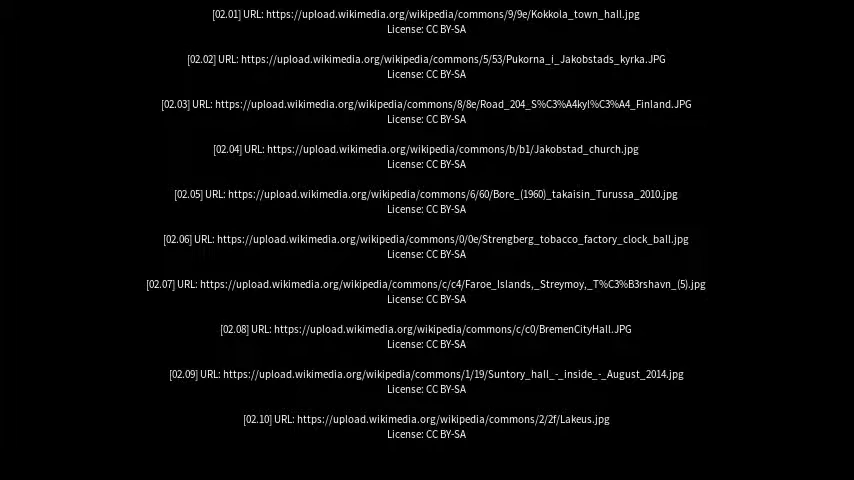 [02.01] URL: https://upload.wikimedia.org/wikipedia/commons/9/9e/Kokkola_town_hall.jpg
License: CC BY-SA
[02.02] URL: https://upload.wikimedia.org/wikipedia/commons/5/53/Pukorna_i_Jakobstads_kyrka.JPG
License: CC BY-SA
[02.03] URL: https://upload.wikimedia.org/wikipedia/commons/8/8e/Road_204_S%C3%A4kyl%C3%A4_Finland.JPG
License: CC BY-SA
[02.04] URL: https://upload.wikimedia.org/wikipedia/commons/b/b1/Jakobstad_church.jpg
License: CC BY-SA
[02.05] URL: https://upload.wikimedia.org/wikipedia/commons/6/60/Bore_(1960)_takaisin_Turussa_2010.jpg
License: CC BY-SA
[02.06] URL: https://upload.wikimedia.org/wikipedia/commons/0/0e/Strengberg_tobacco_factory_clock_ball.jpg
License: CC BY-SA
[02.07] URL: https://upload.wikimedia.org/wikipedia/commons/c/c4/Faroe_Islands,_Streymoy,_T%C3%B3rshavn_(5).jpg
License: CC BY-SA
[02.08] URL: https://upload.wikimedia.org/wikipedia/commons/c/c0/BremenCityHall.JPG
License: CC BY-SA
[02.09] URL: https://upload.wikimedia.org/wikipedia/commons/1/19/Suntory_hall_-_inside_-_August_2014.jpg
License: CC BY-SA
[02.10] URL: https://upload.wikimedia.org/wikipedia/commons/2/2f/Lakeus.jpg
License: CC BY-SA